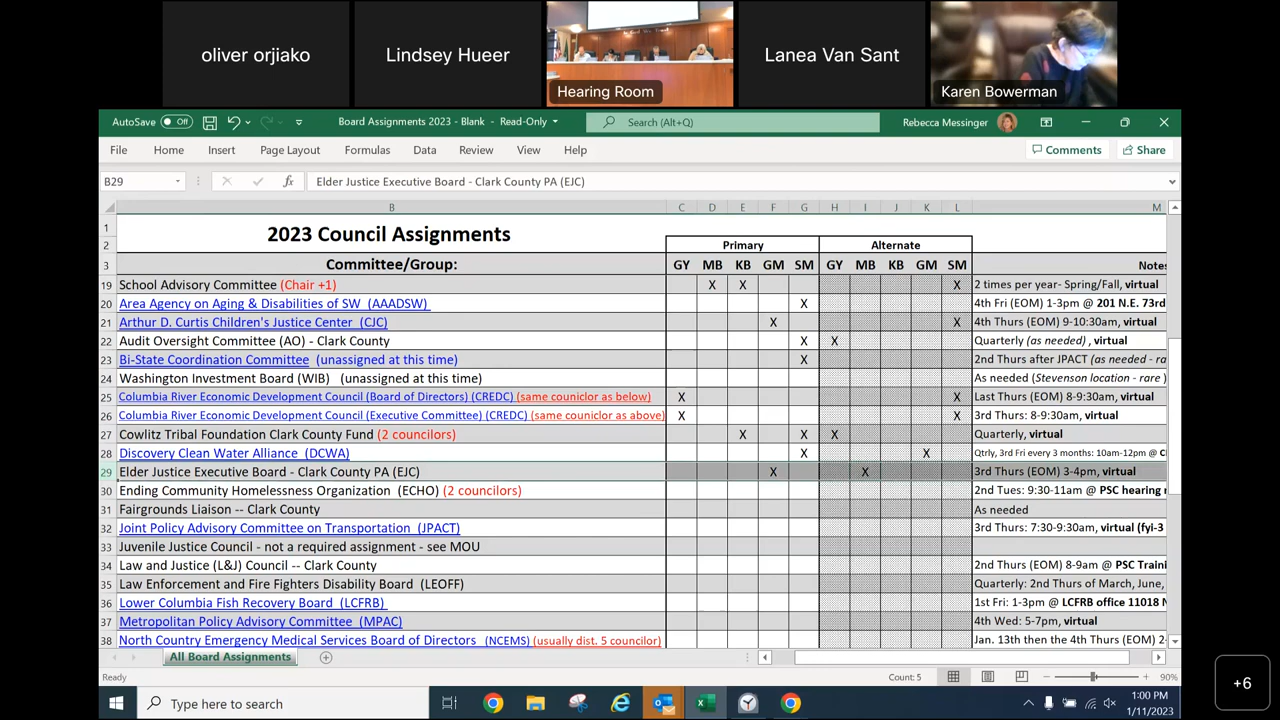 oliver orjiako
Lindsey Hueer
Hearing Room
Lanea Van Sant
Karen Bowerman
AutoSave Off Board Assignments 2023 - Blank - Read-Only Search (Alt+Q) Rebecca Messinger
File Home Insert Page Layout Formulas Data Review View Help Comments Share
B29 fx Elder Justice Executive Board - Clark County PA (EJC)
B C D E F G H I J K L M
1 2023 Council Assignments
2 Primary Alternate
3 Committee/Group: GY MB KB GM SM GY MB KB GM SM Notes
19 School Advisory Committee (Chair +1) X X X 2 times per year- Spring/Fall, virtual
20 Area Agency on Aging & Disabilities of SW (AAADSW) X 4th Fri (EOM) 1-3pm @ 201 N.E. 73rd
21 Arthur D. Curtis Children's Justice Center (CJC) X X 4th Thurs (EOM) 9-10:30am, virtual
22 Audit Oversight Committee (AO) - Clark County X X Quarterly (as needed) , virtual
23 Bi-State Coordination Committee (unassigned at this time) X 2nd Thurs after JPACT (as needed - ra
24 Washington Investment Board (WIB) (unassigned at this time) As needed (Stevenson location - rare )
25 Columbia River Economic Development Council (Board of Directors) (CREDC) (same couniclor as below) X X Last Thurs (EOM) 8-9:30am, virtual
26 Columbia River Economic Development Council (Executive Committee) (CREDC) (same couniclor as above) X X 3rd Thurs: 8-9:30am, virtual
27 Cowlitz Tribal Foundation Clark County Fund (2 councilors) X X X Quarterly, virtual
28 Discovery Clean Water Alliance (DCWA) X X Qtrly, 3rd Fri every 3 months: 10am-12pm @ C
29 Elder Justice Executive Board - Clark County PA (EJC) X X 3rd Thurs (EOM) 3-4pm, virtual
30 Ending Community Homelessness Organization (ECHO) (2 councilors) 2nd Tues: 9:30-11am @ PSC hearing r
31 Fairgrounds Liaison -- Clark County As needed
32 Joint Policy Advisory Committee on Transportation (JPACT) 3rd Thurs: 7:30-9:30am, virtual (fyi-3
33 Juvenile Justice Council - not a required assignment - see MOU
34 Law and Justice (L&J) Council -- Clark County 2nd Thurs (EOM) 8-9am @ PSC Traini
35 Law Enforcement and Fire Fighters Disability Board (LEOFF) Quarterly: 2nd Thurs of March, June,
36 Lower Columbia Fish Recovery Board (LCFRB) 1st Fri: 1-3pm @ LCFRB office 11018 N
37 Metropolitan Policy Advisory Committee (MPAC) 4th Wed: 5-7pm, virtual
38 North Country Emergency Medical Services Board of Directors (NCEMS) (usually dist. 5 councilor) Jan. 13th then the 4th Thurs (EOM) 2-
All Board Assignments
Ready Count: 5 90%
Type here to search
1:00 PM
1/11/2023
+6